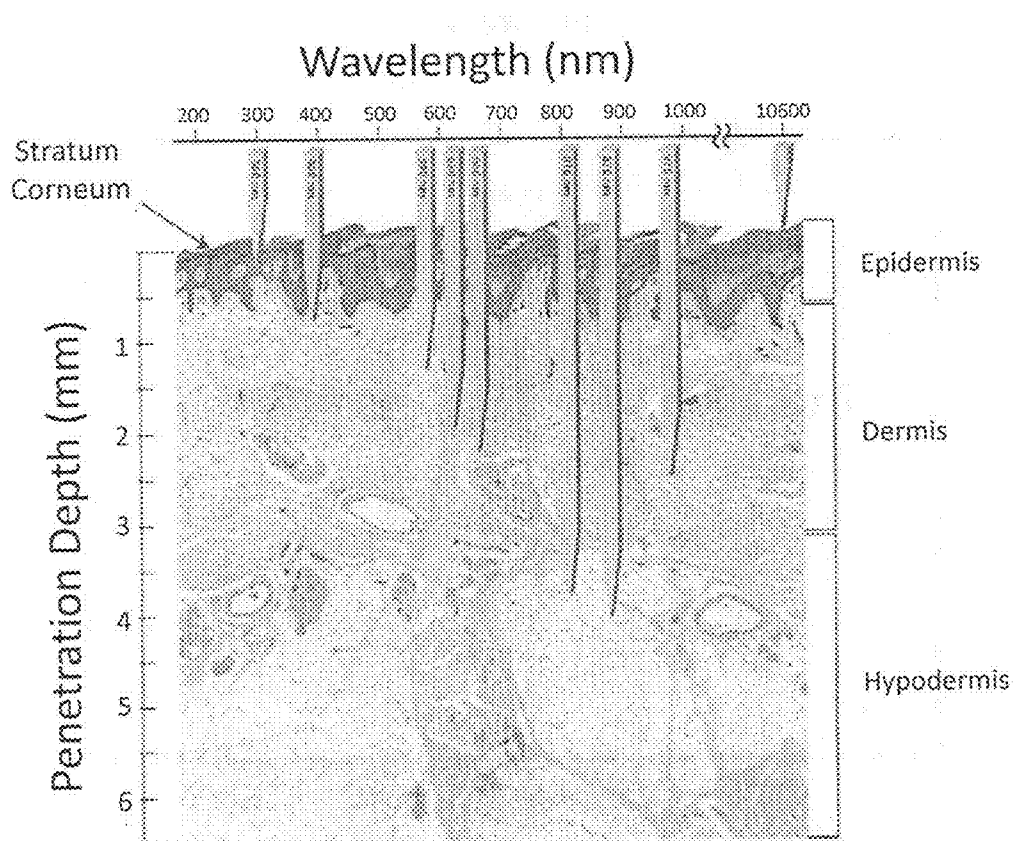 Wavelength (nm)
200 300 400 500 600 700 800 900 1000 10600
Stratum
Corneum
Epidermis
Penetration Depth (mm)
1
Dermis
2
3
4
Hypodermis
5
6